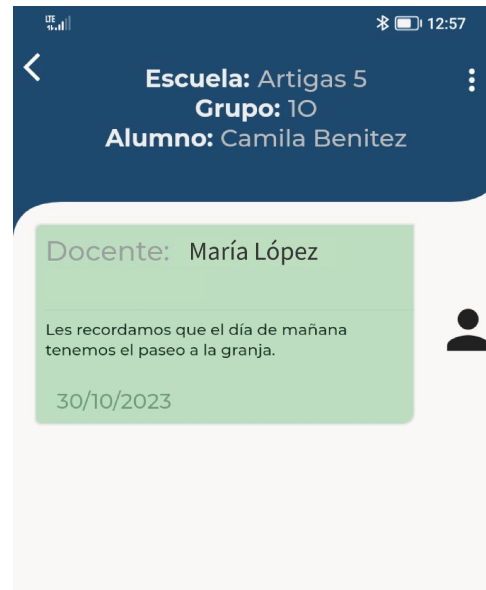 LTE
12:57
Escuela: Artigas 5
Grupo: 1O
Alumno: Camila Benitez
Docente: María López
Les recordamos que el día de mañana
tenemos el paseo a la granja.
30/10/2023